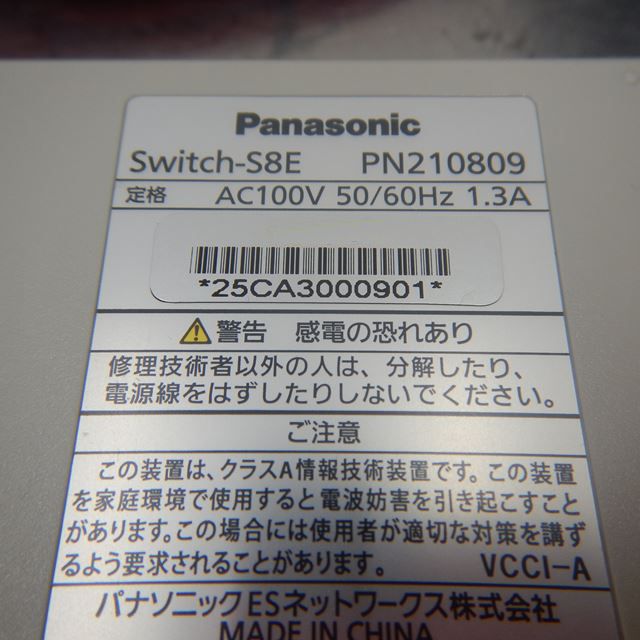 Panasonic
Switch-S8E PN210809
定格 AC100V 50/60Hz 1.3A
*25CA3000901*
警告 感電の恐れあり
修理技術者以外の人は、分解したり、
電源線をはずしたりしないでください。
ご注意
この装置は、クラスA情報技術装置です。この装置
を家庭環境で使用すると電波妨害を引き起こすこと
があります。この場合には使用者が適切な対策を講ず
るよう要求されることがあります。 VCCI-A
パナソニックESネットワークス株式会社
MADE IN CHINA